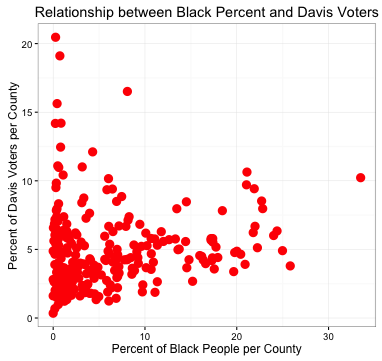 Relationship between Black Percent and Davis Voters
Percent of Davis Voters per County
20
15
10
5
0
0 10 20 30
Percent of Black People per County